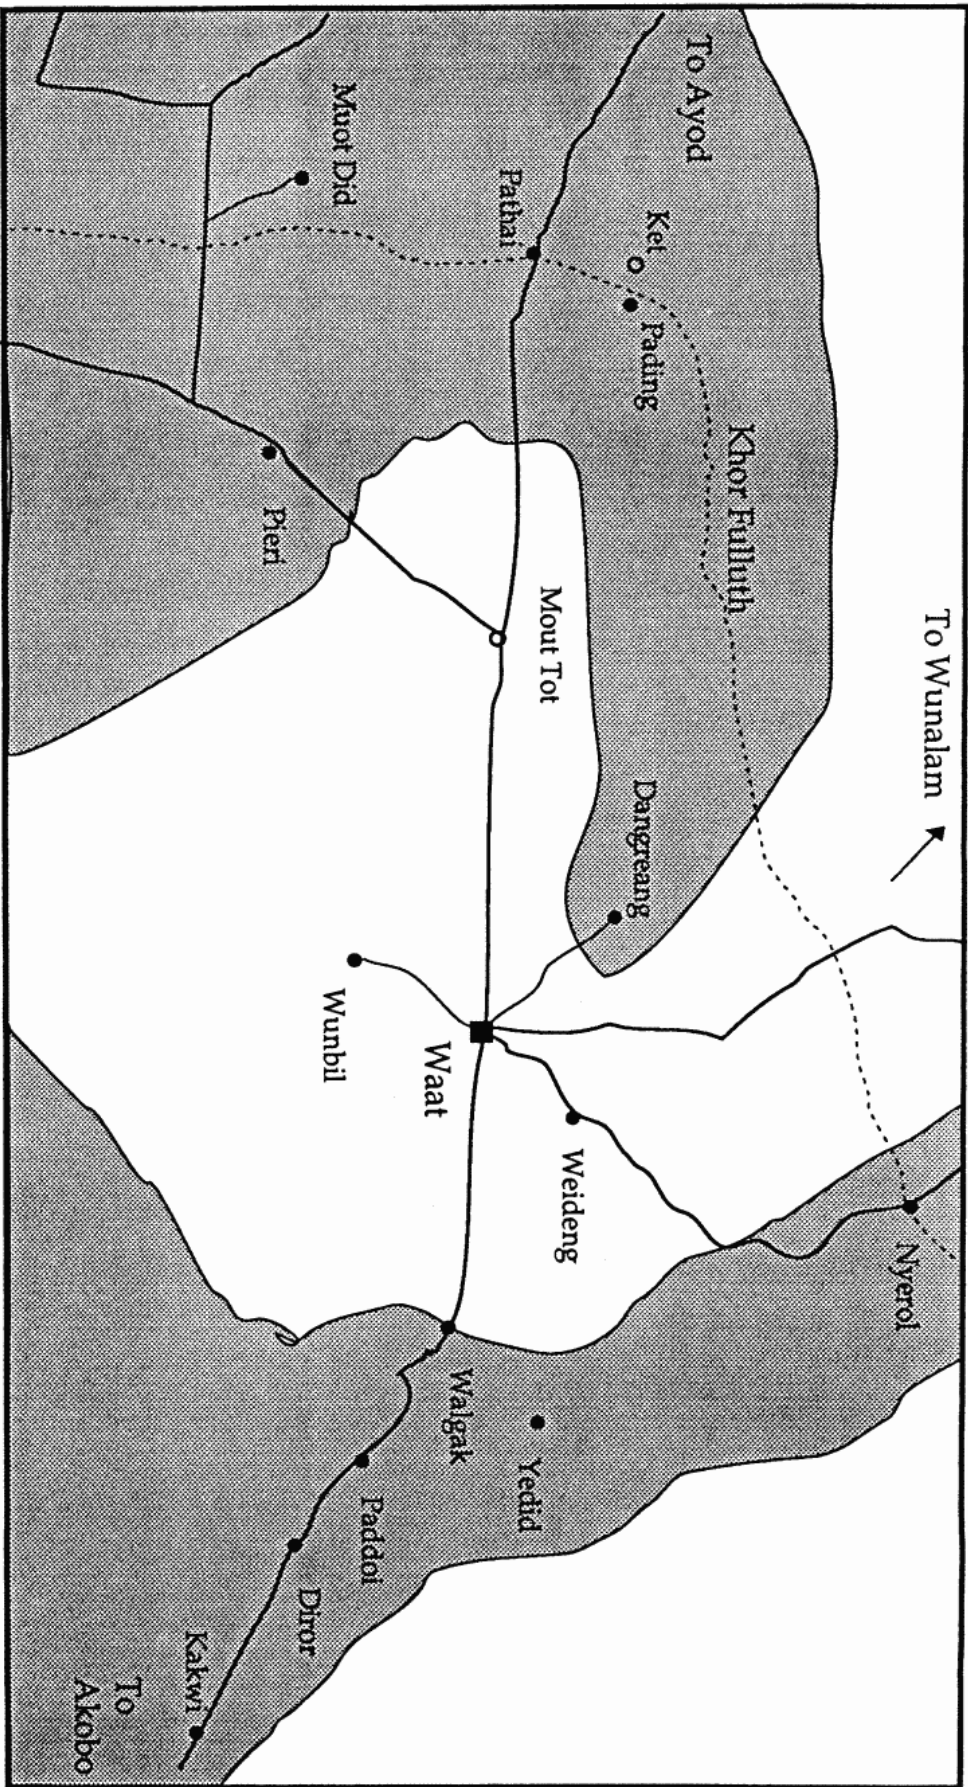 To Wunalam
To Ayod
Khor Fulluth
Ket
Pading
Dangreang
Nyerol
Mout Tot
Pathai
Weideng
Yedid
Muot Did
Waat
Walgak
Wunbil
Paddoi
Pieri
Diror
Kakwi
To
Akobo